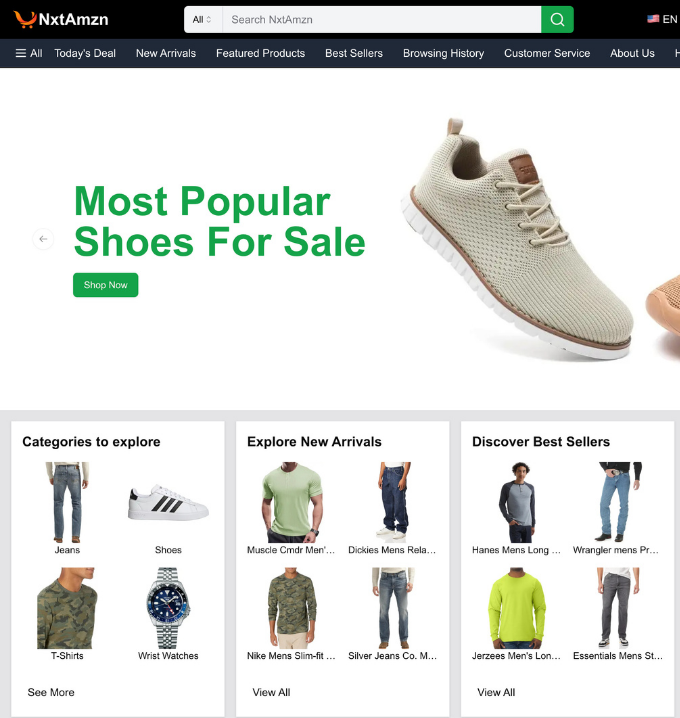 NxtAmzn
All
Search NxtAmzn
EN
All
Today's Deal
New Arrivals
Featured Products
Best Sellers
Browsing History
Customer Service
About Us
Most Popular
Shoes For Sale
Shop Now
Categories to explore
Jeans
Shoes
T-Shirts
Wrist Watches
See More
Explore New Arrivals
Muscle Cmdr Men'...
Dickies Mens Rela...
Nike Mens Slim-fit ...
Silver Jeans Co. M...
View All
Discover Best Sellers
Hanes Mens Long ...
Wrangler mens Pr...
Jerzees Men's Lon...
Essentials Mens St...
View All